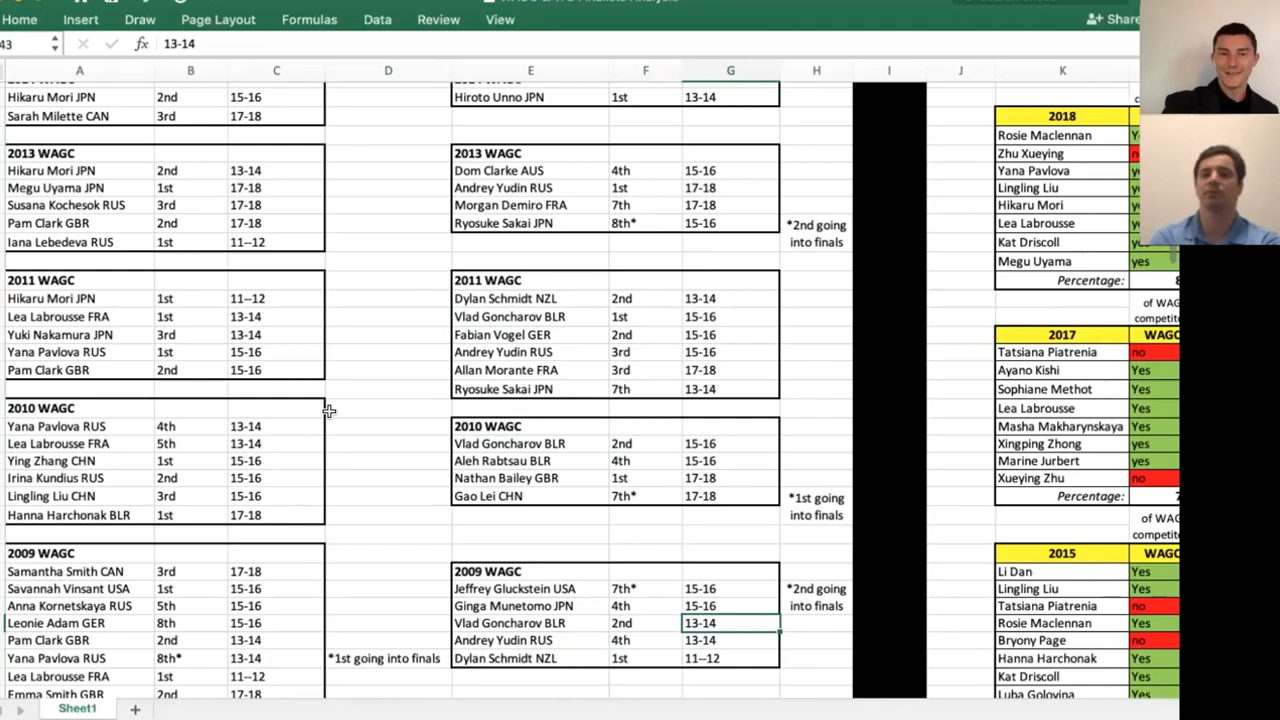 Home Insert Draw Page Layout Formulas Data Review View Share
43 fx 13-14
A B C D E F G H I J K
Hikaru Mori JPN 2nd 15-16 Hiroto Unno JPN 1st 13-14
Sarah Milette CAN 3rd 17-18 2018
Rosie Maclennan
2013 WAGC 2013 WAGC Zhu Xueying
Hikaru Mori JPN 2nd 13-14 Dom Clarke AUS 4th 15-16 Yana Pavlova
Megu Uyama JPN 1st 17-18 Andrey Yudin RUS 1st 17-18 Lingling Liu
Susana Kochesok RUS 3rd 17-18 Morgan Demiro FRA 7th 17-18 Hikaru Mori
Pam Clark GBR 2nd 17-18 Ryosuke Sakai JPN 8th* 15-16 *2nd going Lea Labrousse
Iana Lebedeva RUS 1st 11--12 into finals Kat Driscoll
Megu Uyama yes
2011 WAGC 2011 WAGC Percentage: 8
Hikaru Mori JPN 1st 11--12 Dylan Schmidt NZL 2nd 13-14 of WAG
Lea Labrousse FRA 1st 13-14 Vlad Goncharov BLR 1st 15-16 competit
Yuki Nakamura JPN 3rd 13-14 Fabian Vogel GER 2nd 15-16 2017 WAGC
Yana Pavlova RUS 1st 15-16 Andrey Yudin RUS 3rd 15-16 Tatsiana Piatrenia no
Pam Clark GBR 2nd 15-16 Allan Morante FRA 3rd 17-18 Ayano Kishi Yes
Ryosuke Sakai JPN 7th 13-14 Sophiane Methot Yes
2010 WAGC Lea Labrousse Yes
Yana Pavlova RUS 4th 13-14 2010 WAGC Masha Makharynskaya Yes
Lea Labrousse FRA 5th 13-14 Vlad Goncharov BLR 2nd 15-16 Xingping Zhong yes
Ying Zhang CHN 1st 15-16 Aleh Rabtsau BLR 4th 15-16 Marine Jurbert yes
Irina Kundius RUS 2nd 15-16 Nathan Bailey GBR 1st 17-18 Xueying Zhu no
Lingling Liu CHN 3rd 15-16 Gao Lei CHN 7th* 17-18 *1st going Percentage: 7
Hanna Harchonak BLR 1st 17-18 into finals of WAG
competit
2009 WAGC 2015 WAGC
Samantha Smith CAN 3rd 17-18 2009 WAGC Li Dan Yes
Savannah Vinsant USA 1st 15-16 Jeffrey Gluckstein USA 7th* 15-16 *2nd going Lingling Liu Yes
Anna Kornetskaya RUS 5th 15-16 Ginga Munetomo JPN 4th 15-16 into finals Tatsiana Piatrenia no
Leonie Adam GER 8th 15-16 Vlad Goncharov BLR 2nd 13-14 Rosie Maclennan Yes
Pam Clark GBR 2nd 13-14 Andrey Yudin RUS 4th 13-14 Bryony Page no
Yana Pavlova RUS 8th* 13-14 *1st going into finals Dylan Schmidt NZL 1st 11--12 Hanna Harchonak Yes
Lea Labrousse FRA 1st 11--12 Kat Driscoll Yes
Emma Smith GBR 2nd 17-18 Luba Golovina Yes
Sheet1